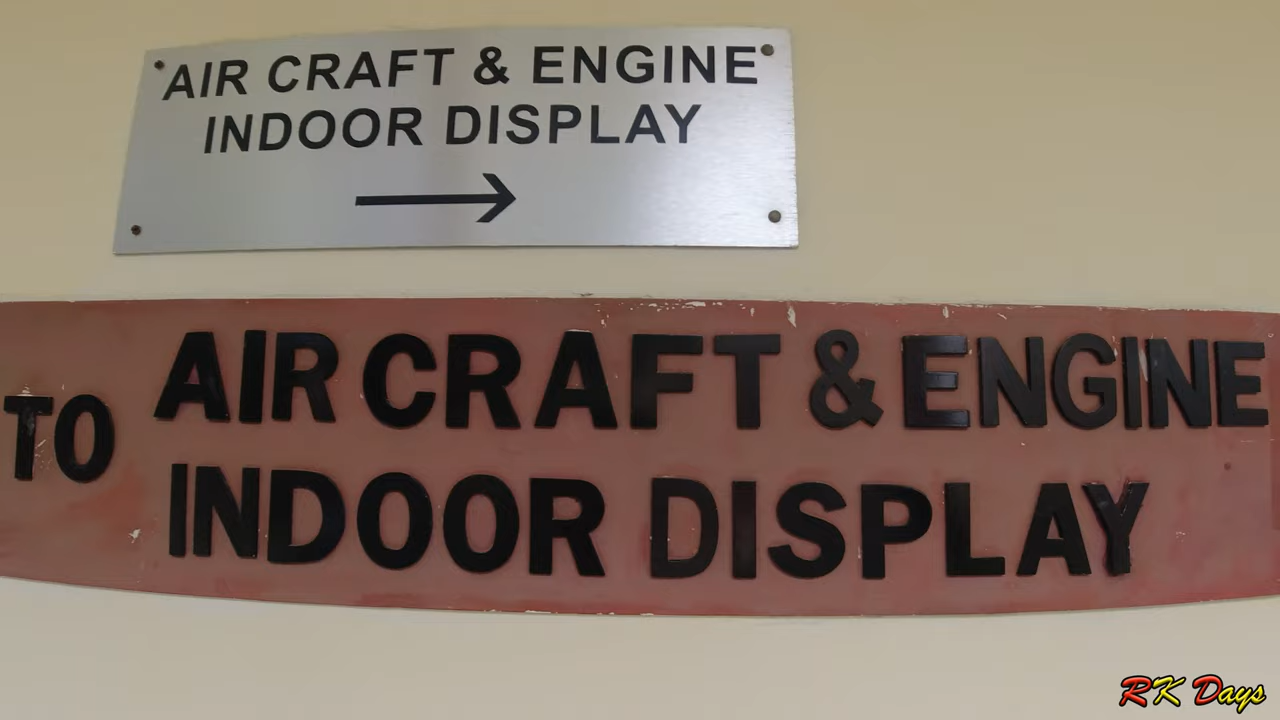 AIR CRAFT & ENGINE
INDOOR DISPLAY
TO AIR CRAFT & ENGINE
INDOOR DISPLAY
RK Days